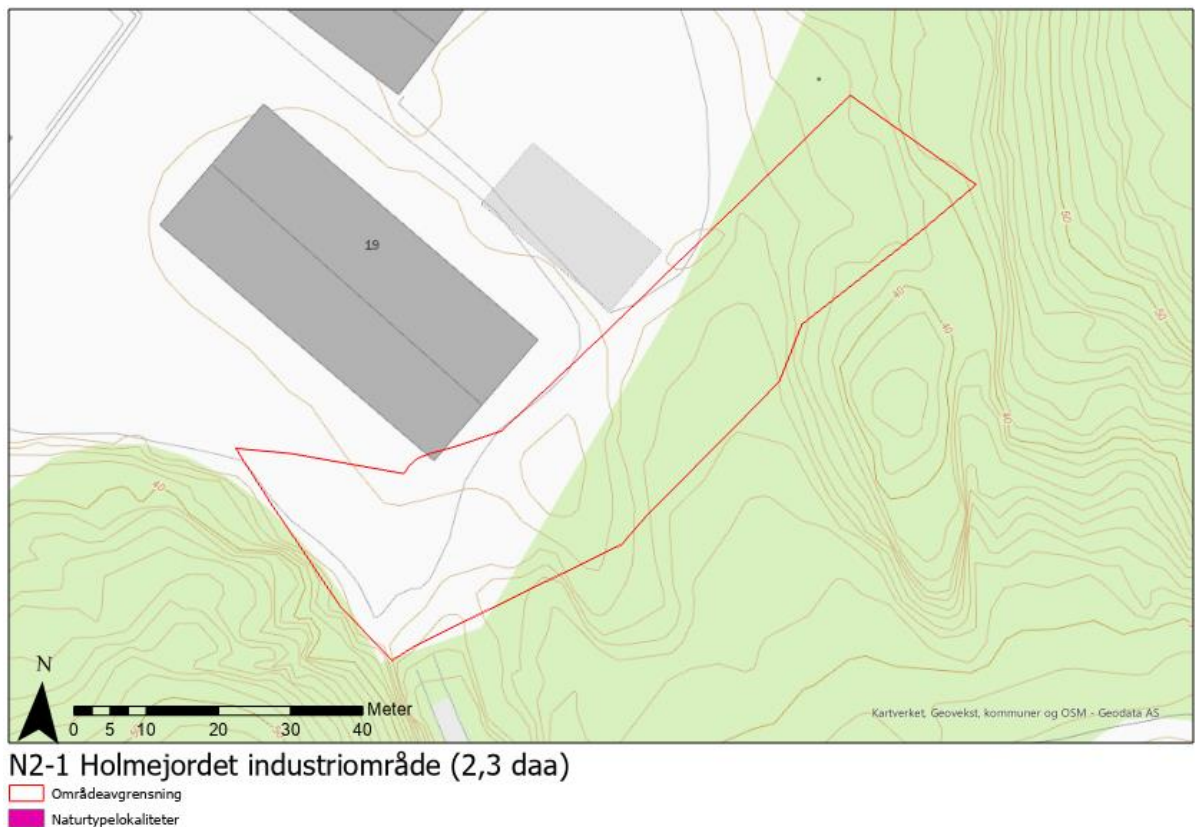 19
50
40
40
40
50
40
N
Meter
0 5 10 20 30 40
Kartverket, Geovekst, kommuner og OSM - Geodata AS
N2-1 Holmejordet industriområde (2,3 daa)
Områdeavgrensning
Naturtypelokaliteter